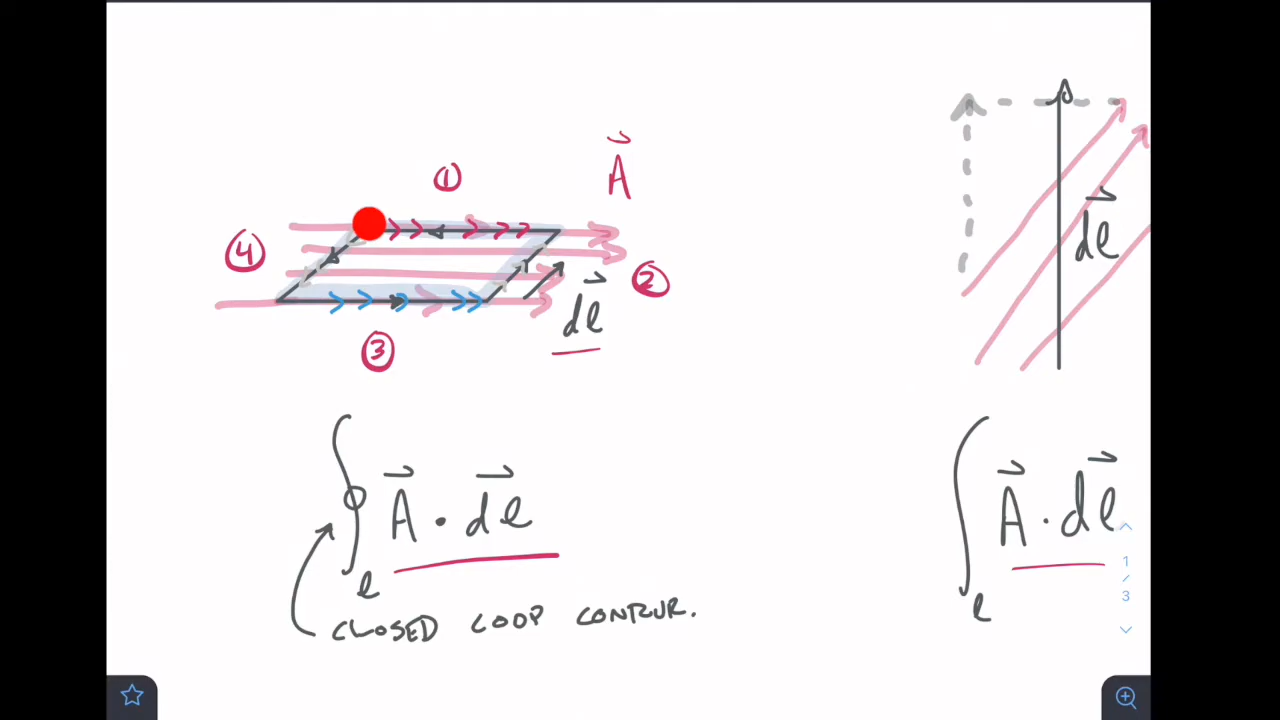 ①
A⃗
④
②
dl⃗
③
dl⃗
∮ₗ A⃗ · dl⃗
∫ₗ A⃗ · dl⃗
CLOSED LOOP CONTOUR.
1
/
3